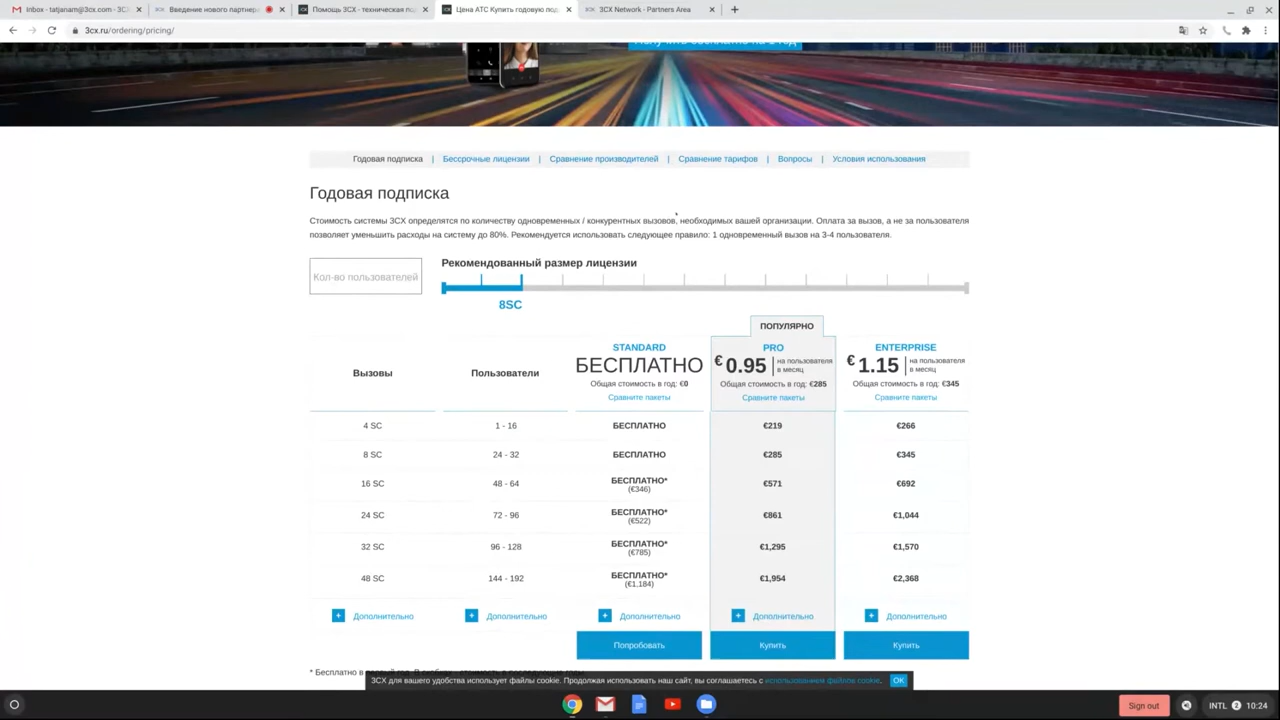 Inbox - tatjanam@3cx.com - 3CX
Введение нового партнер
Помощь 3CX - техническая под
Цена АТС Купить годовую под
3CX Network - Partners Area
3cx.ru/ordering/pricing/
Годовая подписка | Бессрочные лицензии | Сравнение производителей | Сравнение тарифов | Вопросы | Условия использования
Годовая подписка
Стоимость системы 3CX определятся по количеству одновременных / конкурентных вызовов, необходимых вашей организации. Оплата за вызов, а не за пользователя
позволяет уменьшить расходы на систему до 80%. Рекомендуется использовать следующее правило: 1 одновременный вызов на 3-4 пользователя.
Кол-во пользователей
Рекомендованный размер лицензии
8SC
ПОПУЛЯРНО
Вызовы
Пользователи
STANDARD
БЕСПЛАТНО
Общая стоимость в год: €0
Сравните пакеты
PRO
€ 0.95 | на пользователя
в месяц
Общая стоимость в год: €285
Сравните пакеты
ENTERPRISE
€ 1.15 | на пользователя
в месяц
Общая стоимость в год: €345
Сравните пакеты
4 SC 1 - 16 БЕСПЛАТНО €219 €266
8 SC 24 - 32 БЕСПЛАТНО €285 €345
16 SC 48 - 64 БЕСПЛАТНО* €571 €692
(€346)
24 SC 72 - 96 БЕСПЛАТНО* €861 €1,044
(€522)
32 SC 96 - 128 БЕСПЛАТНО* €1,295 €1,570
(€785)
48 SC 144 - 192 БЕСПЛАТНО* €1,954 €2,368
(€1,184)
+ Дополнительно + Дополнительно + Дополнительно + Дополнительно + Дополнительно
Попробовать Купить Купить
* Бесплатно в
3CX для вашего удобства использует файлы cookie. Продолжая использовать наш сайт, вы соглашаетесь с использованием файлов cookie. OK
Sign out
INTL 2 10:24